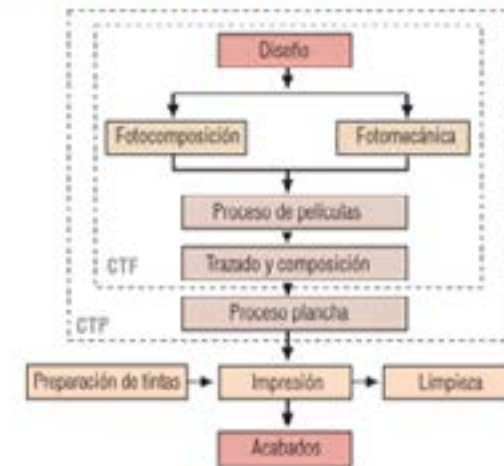 Diseño
Fotocomposición
Fotomecánica
Proceso de películas
Trazado y composición
CTF
Proceso plancha
CTP
Preparación de tintas
Impresión
Limpieza
Acabados